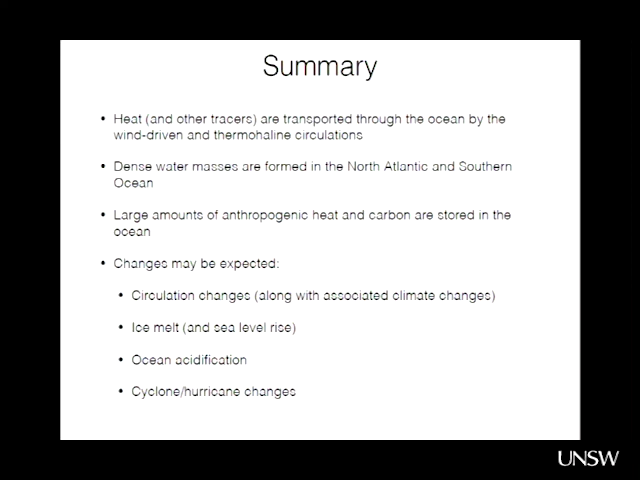 Summary
• Heat (and other tracers) are transported through the ocean by the
wind-driven and thermohaline circulations
• Dense water masses are formed in the North Atlantic and Southern
Ocean
• Large amounts of anthropogenic heat and carbon are stored in the
ocean
• Changes may be expected:
• Circulation changes (along with associated climate changes)
• Ice melt (and sea level rise)
• Ocean acidification
• Cyclone/hurricane changes
UNSW